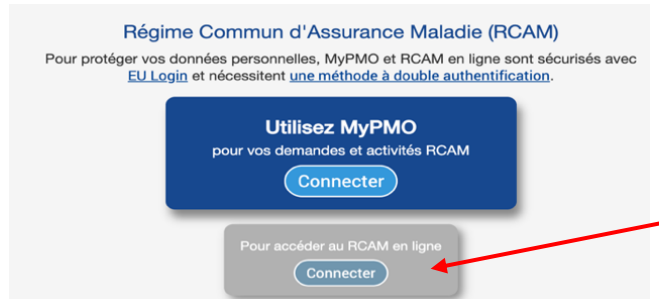 Régime Commun d'Assurance Maladie (RCAM)
Pour protéger vos données personnelles, MyPMO et RCAM en ligne sont sécurisés avec
EU Login et nécessitent une méthode à double authentification.
Utilisez MyPMO
pour vos demandes et activités RCAM
Connecter
Pour accéder au RCAM en ligne
Connecter